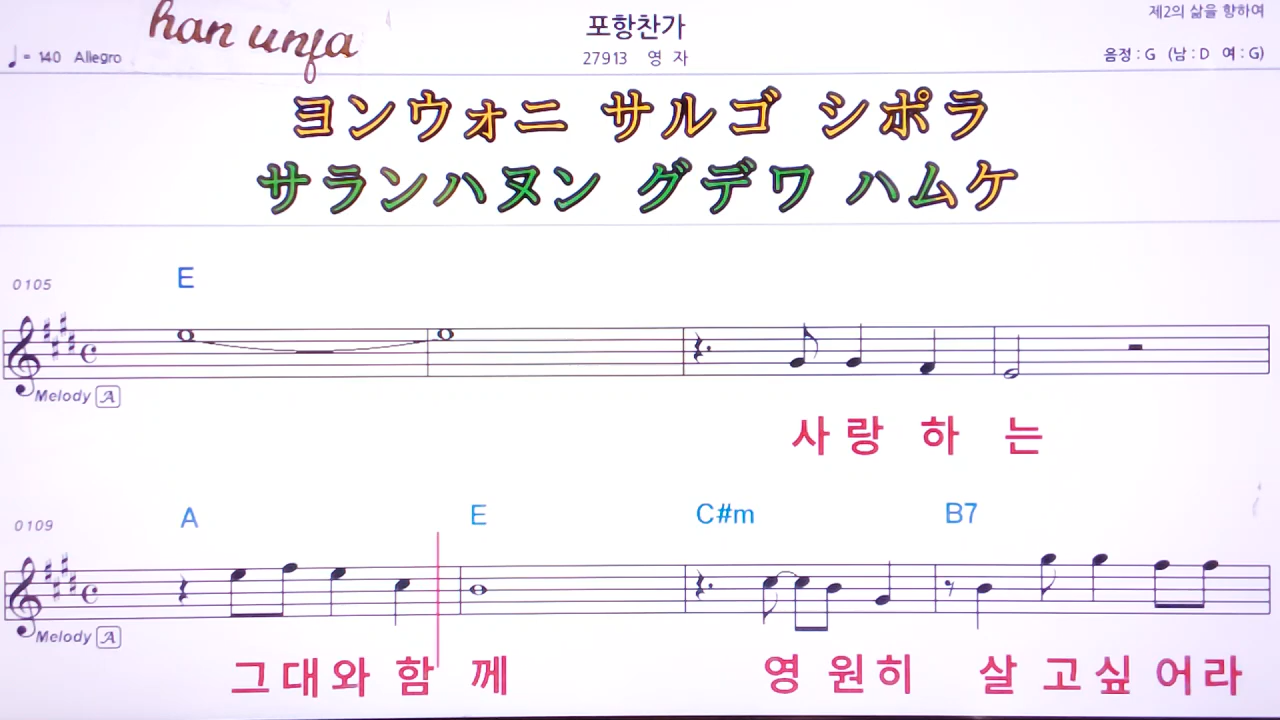 han unja
포항찬가
제2의 삶을 향하여
♩= 140 Allegro
27913 영 자
음정 : G (남 : D 여 : G)
ヨンウォニ サルゴ シポラ
サランハヌン グデワ ハムケ
E
0105
Melody A
사 랑 하 는
0109
A E C#m B7
Melody A
그 대 와 함 께 영 원 히 살 고 싶 어 라